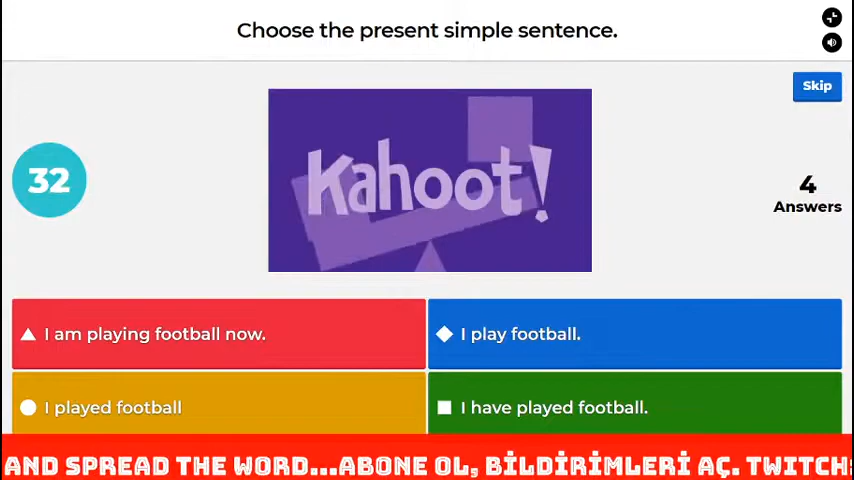 Choose the present simple sentence.
Skip
Kahoot!
32
4
Answers
I am playing football now.
I play football.
I played football
I have played football.
AND SPREAD THE WORD...ABONE OL, BİLDİRİMLERİ AÇ. TWITCH: